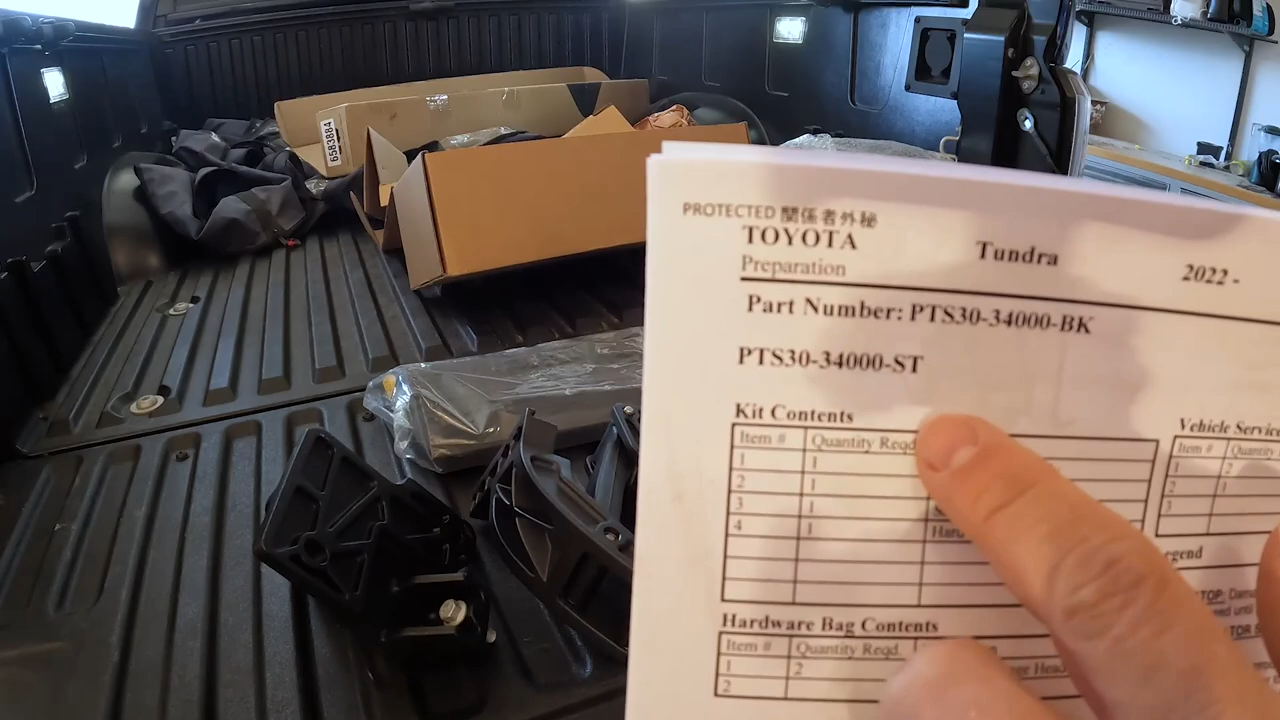 6583884
PROTECTED 関係者外秘
TOYOTA Tundra 2022 -
Preparation
Part Number: PTS30-34000-BK
PTS30-34000-ST
Kit Contents
Item # Quantity Reqd
1 1
2 1
3 1
4 1
Vehicle Service
Item # Quantity
1 2
2 1
3
Hardware Bag Contents
Item # Quantity Reqd.
1 2
2